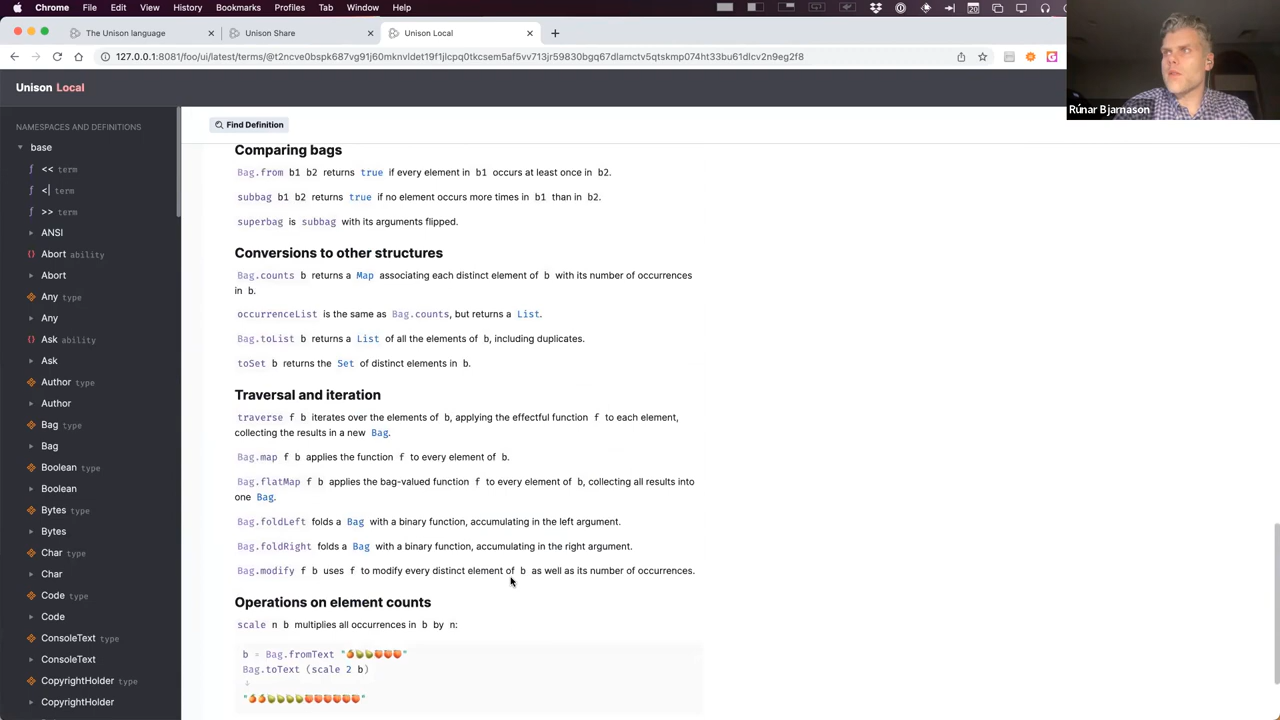 Chrome File Edit View History Bookmarks Profiles Tab Window Help
The Unison language × Unison Share × Unison Local × +
127.0.0.1:8081/foo/ui/latest/terms/@t2ncve0bspk687vg91j60mknvldet19f1jlcpq0tkcsem5af5vv713jr59830bgq67dlamctv5qtskmp074ht33bu61dlcv2n9eg2f8
Rúnar Bjarnason
Unison Local
NAMESPACES AND DEFINITIONS
base
<< term
<| term
>> term
ANSI
Abort ability
Abort
Any type
Any
Ask ability
Ask
Author type
Author
Bag type
Bag
Boolean type
Boolean
Bytes type
Bytes
Char type
Char
Code type
Code
ConsoleText type
ConsoleText
CopyrightHolder type
CopyrightHolder
Find Definition
Comparing bags
Bag.from b1 b2 returns true if every element in b1 occurs at least once in b2.
subbag b1 b2 returns true if no element occurs more times in b1 than in b2.
superbag is subbag with its arguments flipped.
Conversions to other structures
Bag.counts b returns a Map associating each distinct element of b with its number of occurrences
in b.
occurrenceList is the same as Bag.counts, but returns a List.
Bag.toList b returns a List of all the elements of b, including duplicates.
toSet b returns the Set of distinct elements in b.
Traversal and iteration
traverse f b iterates over the elements of b, applying the effectful function f to each element,
collecting the results in a new Bag.
Bag.map f b applies the function f to every element of b.
Bag.flatMap f b applies the bag-valued function f to every element of b, collecting all results into
one Bag.
Bag.foldLeft folds a Bag with a binary function, accumulating in the left argument.
Bag.foldRight folds a Bag with a binary function, accumulating in the right argument.
Bag.modify f b uses f to modify every distinct element of b as well as its number of occurrences.
Operations on element counts
scale n b multiplies all occurrences in b by n:
b = Bag.fromText "🍊🍐🍐🍑🍑🍑"
Bag.toText (scale 2 b)
↓
"🍊🍊🍐🍐🍐🍐🍑🍑🍑🍑🍑🍑"